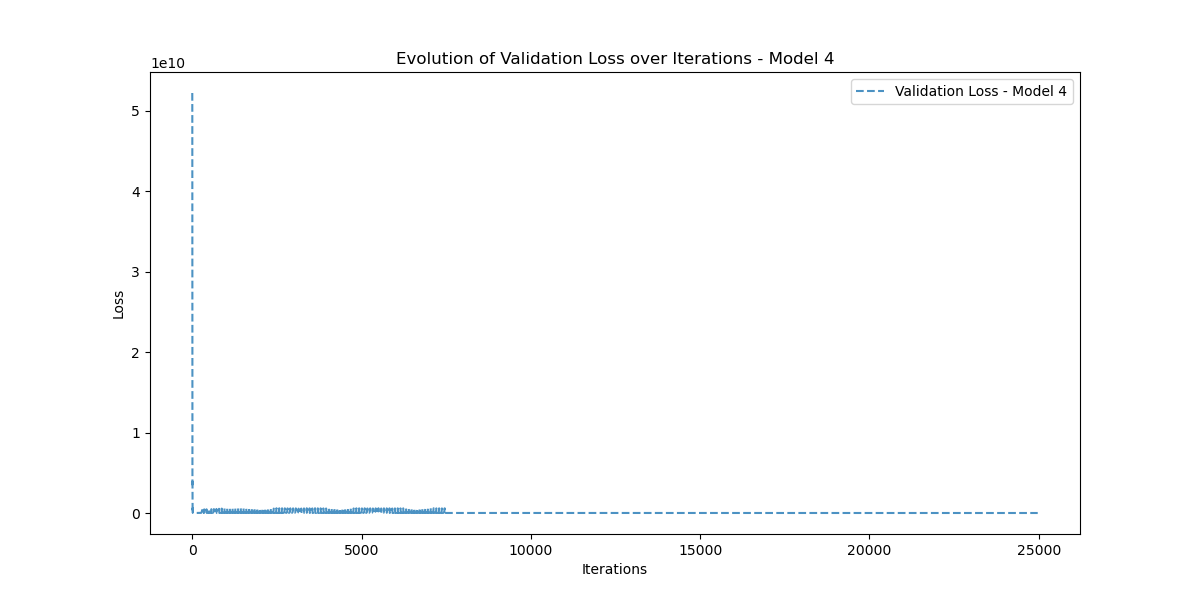 Evolution of Validation Loss over Iterations - Model 4
1e10
Validation Loss - Model 4
5
4
3
2
1
0
Loss
0 5000 10000 15000 20000 25000
Iterations